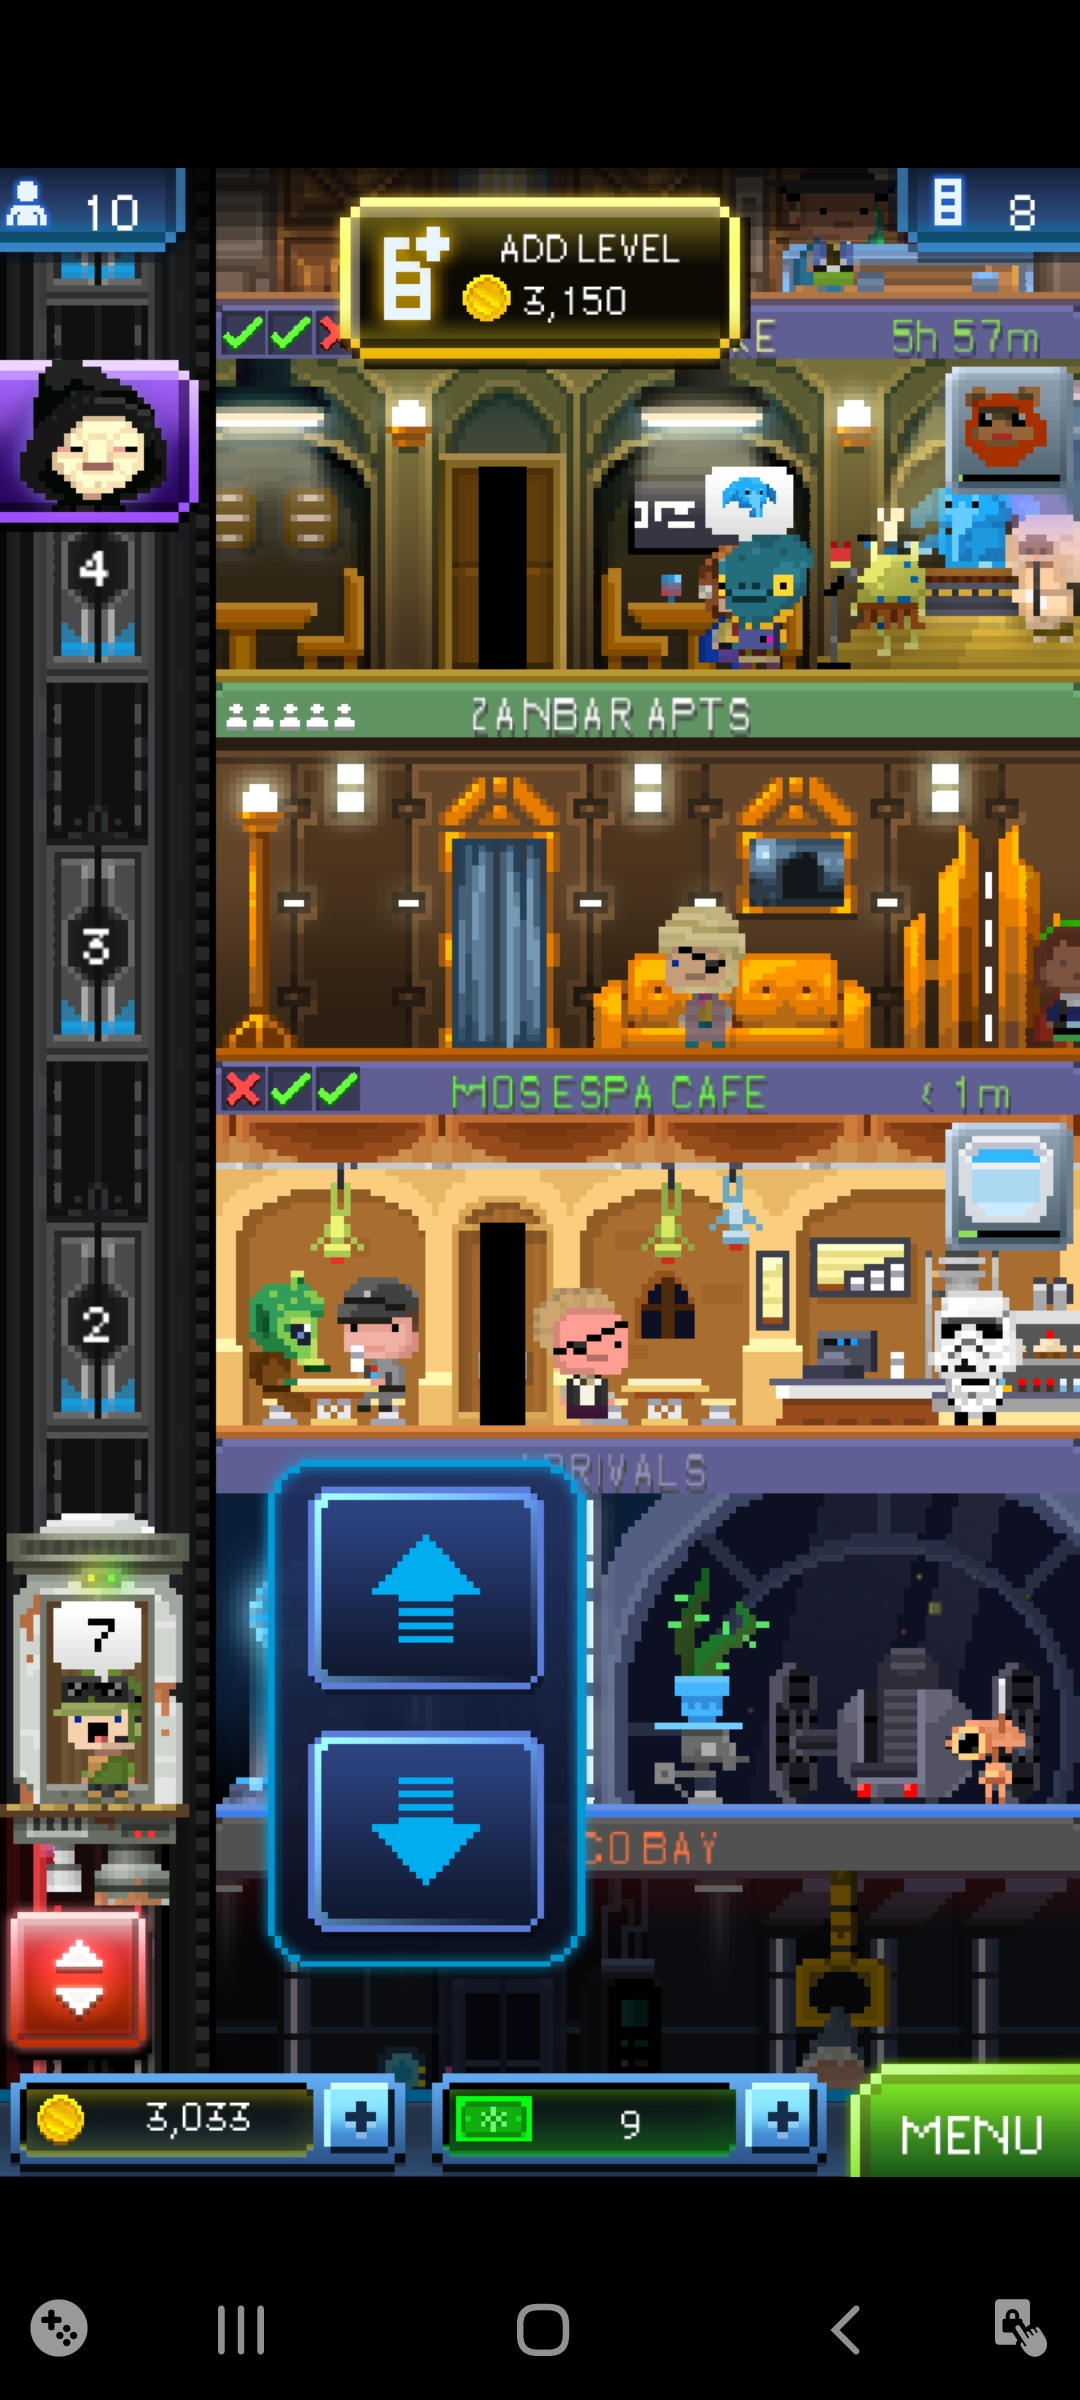 10
8
ADD LEVEL
3,150
KE
5h 57m
4
ZANBAR APTS
3
MOS ESPA CAFE
< 1m
2
RIVALS
7
CO BAY
3,033
9
MENU